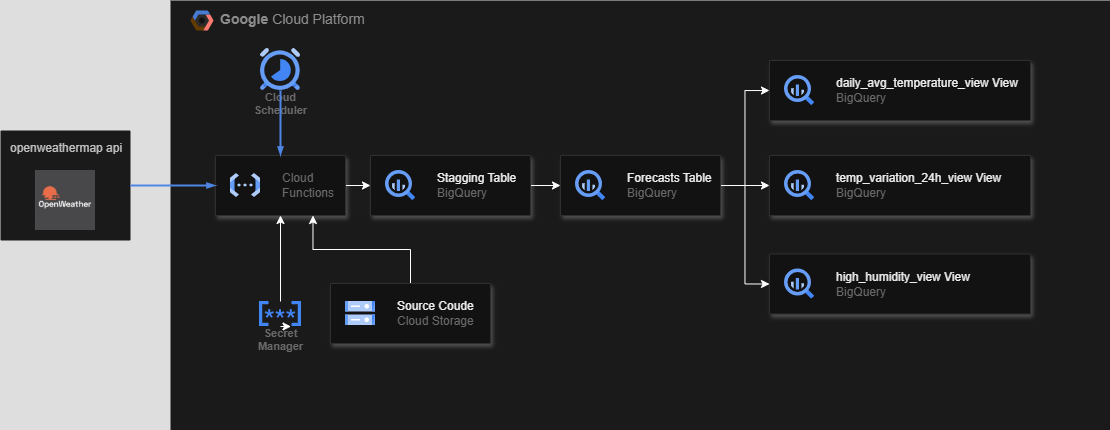 Google Cloud Platform
Cloud
Scheduler
openweathermap api
OpenWeather
Cloud
Functions
Stagging Table
BigQuery
Forecasts Table
BigQuery
daily_avg_temperature_view View
BigQuery
temp_variation_24h_view View
BigQuery
high_humidity_view View
BigQuery
Secret
Manager
Source Coude
Cloud Storage